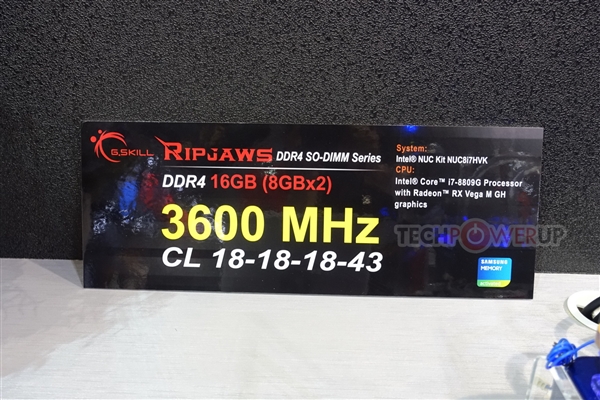 G.SKILL RIPJAWS DDR4 SO-DIMM Series
DDR4 16GB (8GBx2)
3600 MHz
CL 18-18-18-43
System:
Intel® NUC Kit NUC8i7HVK
CPU:
Intel® Core™ i7-8809G Processor
with Radeon™ RX Vega M GH
graphics
TECHPOWERUP
SAMSUNG
MEMORY